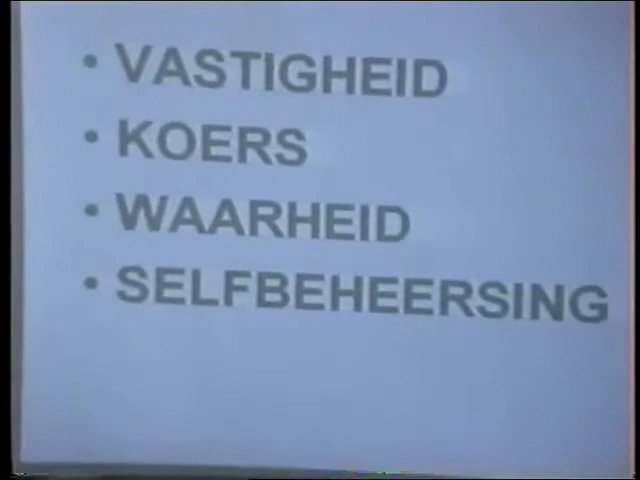 • VASTIGHEID
• KOERS
• WAARHEID
• SELFBEHEERSING